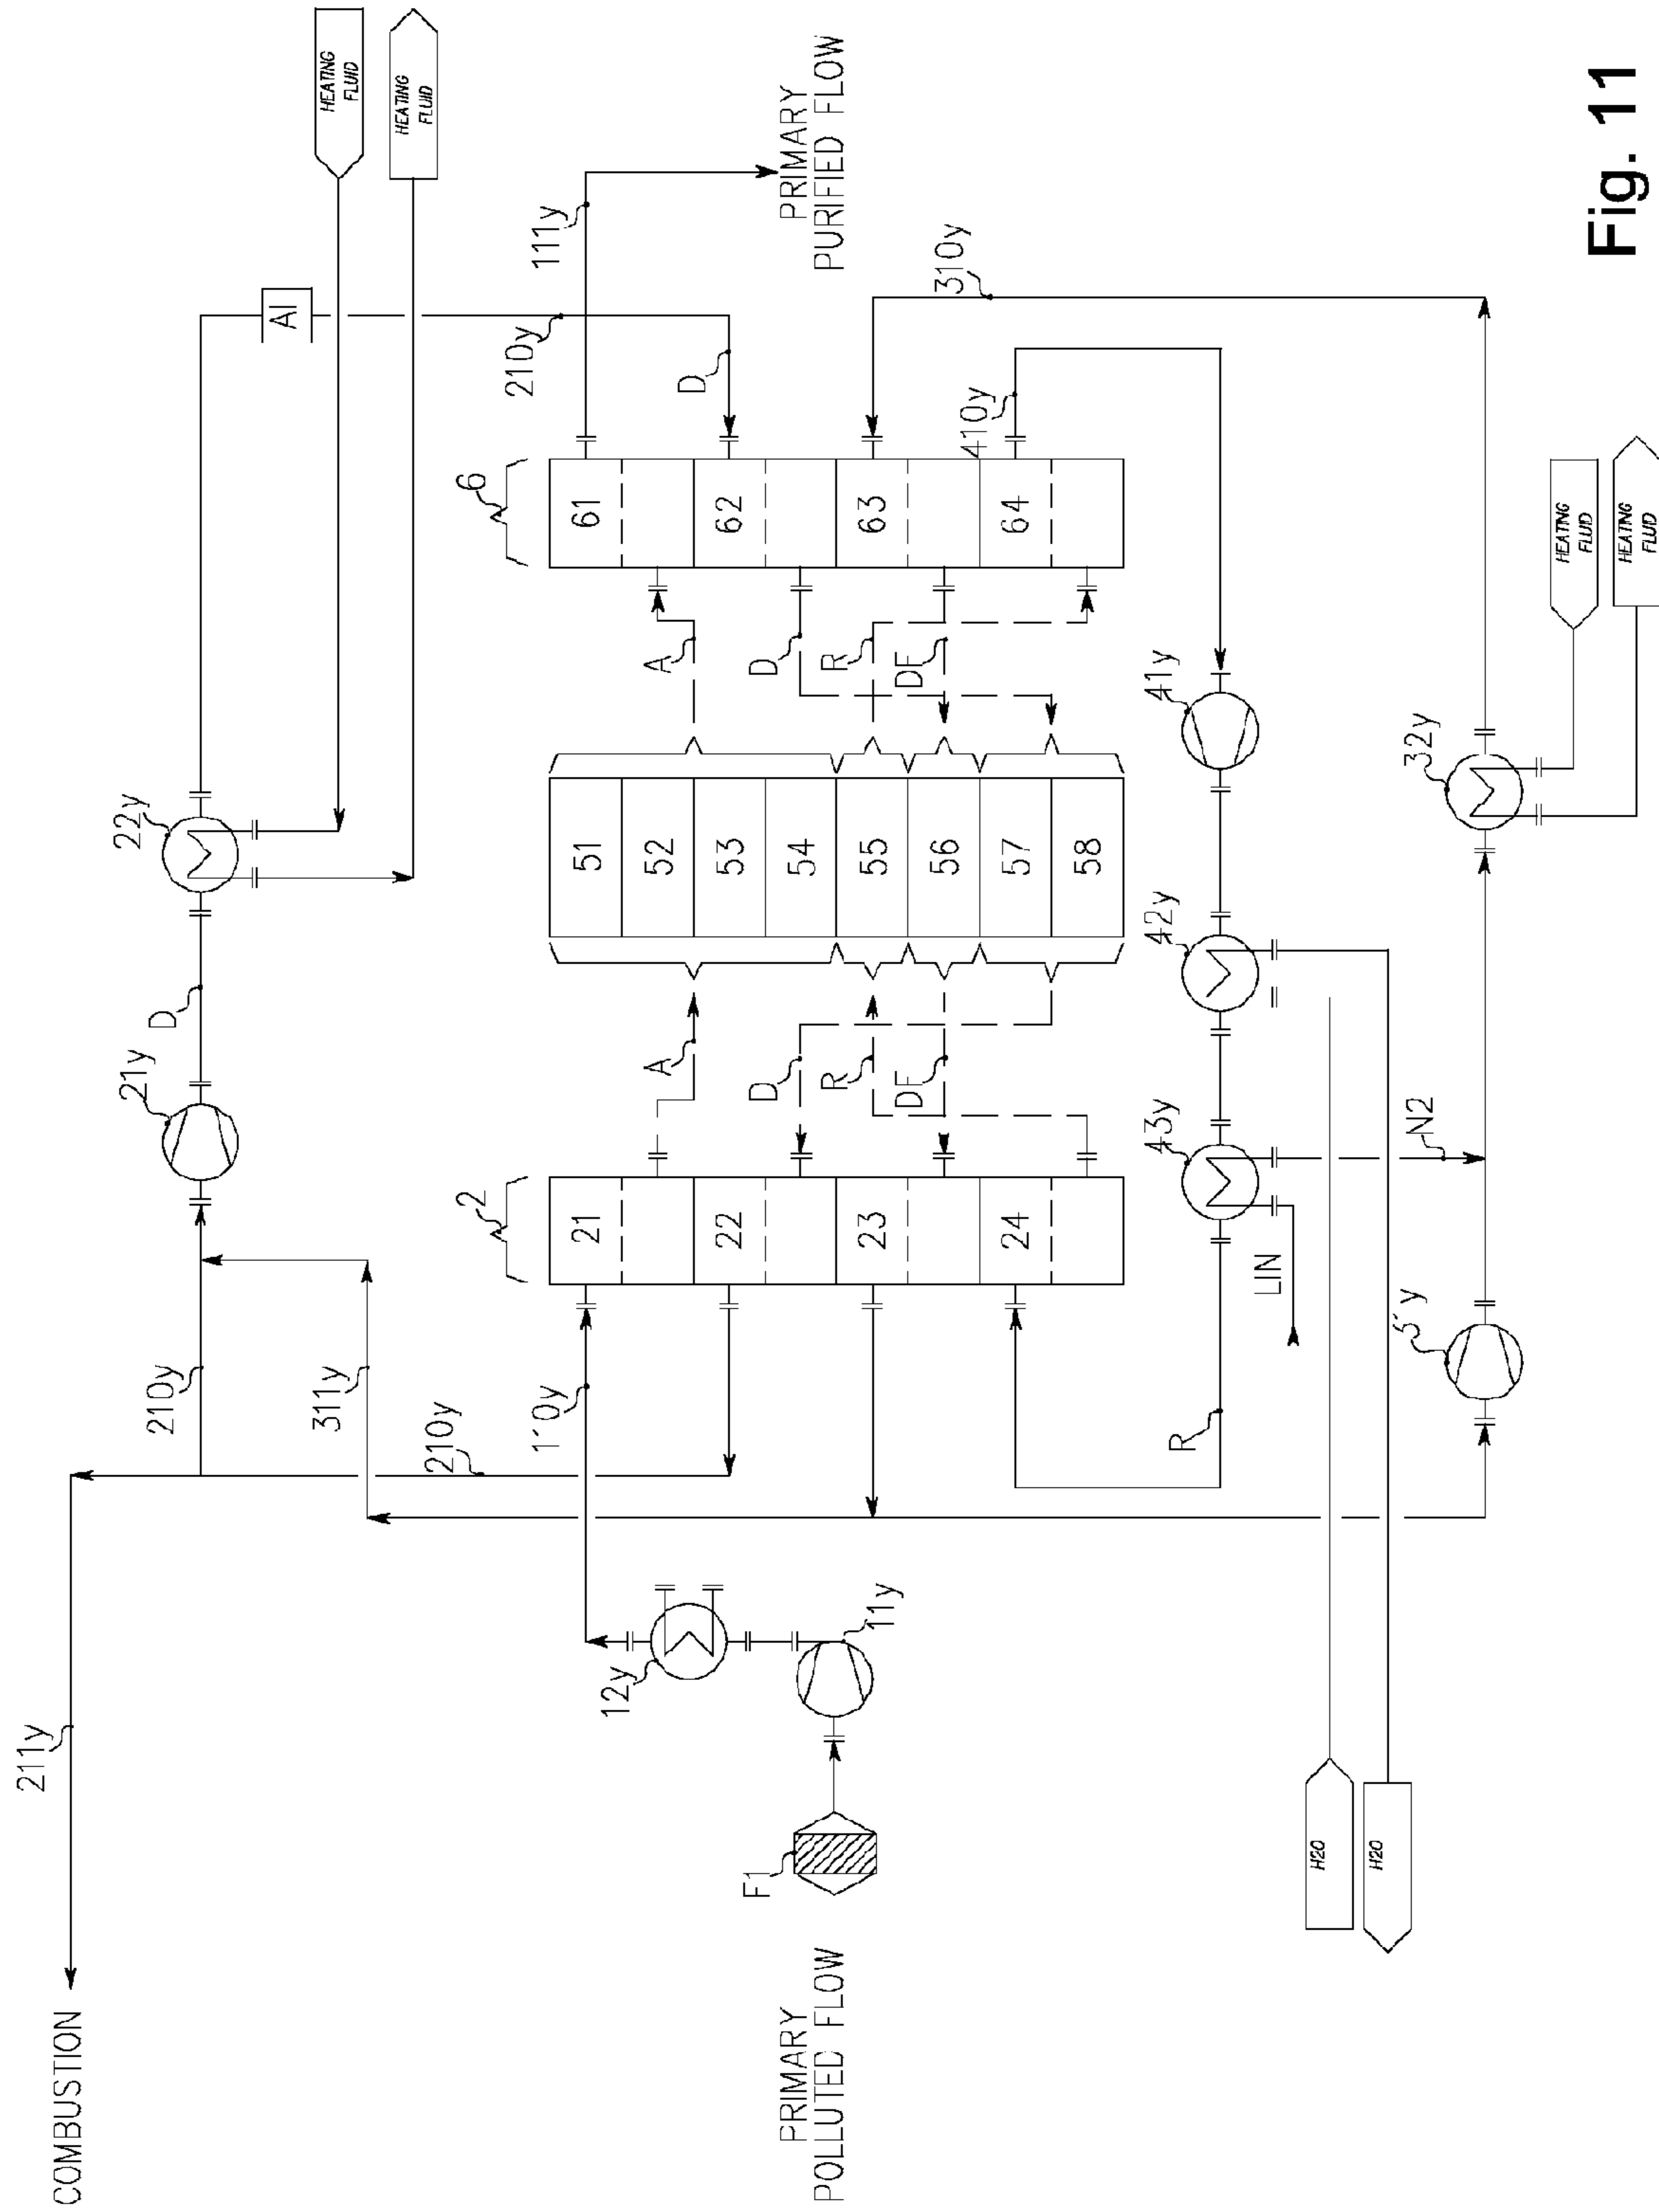 COMBUSTION
211y
210y
311y
210y
21y
D
22y
HEATING
FLUID
HEATING
FLUID
AI
210y
111y
PRIMARY
PURIFIED FLOW
D
6
61
62
63
64
310y
410y
A
D
R
DF
51
52
53
54
55
56
57
58
A
D
R
DF
2
21
22
23
24
12y
11y
F1
PRIMARY
POLLUTED FLOW
R
LIN
43y
42y
41y
N2
32y
HEATING
FLUID
HEATING
FLUID
H2O
H2O
Fig. 11